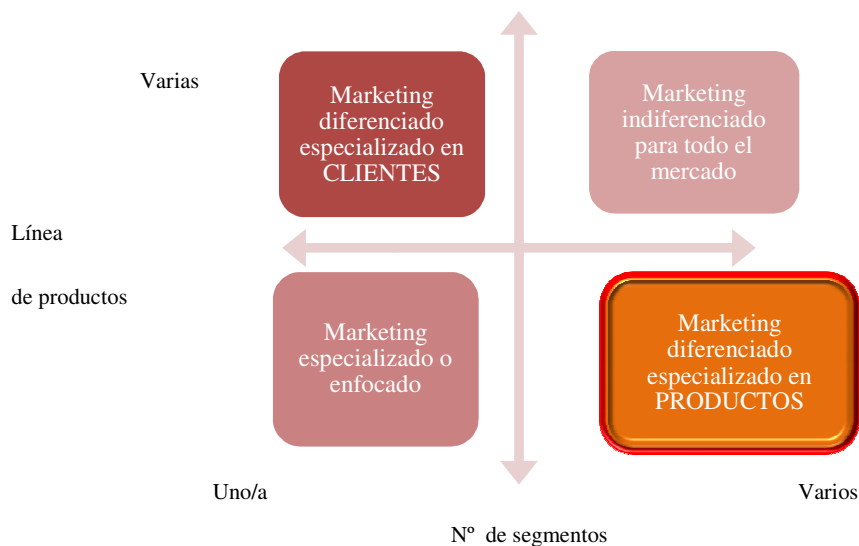 Varias
Marketing
diferenciado
especializado en
CLIENTES
Marketing
indiferenciado
para todo el
mercado
Línea
de productos
Marketing
especializado o
enfocado
Marketing
diferenciado
especializado en
PRODUCTOS
Uno/a
Varios
Nº de segmentos